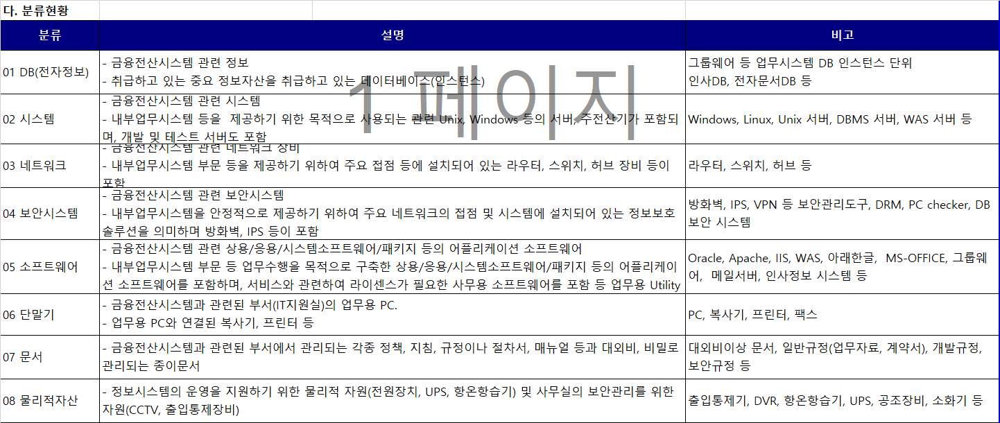 다. 분류현황
분류 설명 비고
01 DB(전자정보)
- 금융전산시스템 관련 정보
- 취급하고 있는 중요 정보자산을 취급하고 있는 데이터베이스(인스턴스)
그룹웨어 등 업무시스템 DB 인스턴스 단위
인사DB, 전자문서DB 등
1 페이지
02 시스템
- 금융전산시스템 관련 시스템
- 내부업무시스템 등을  제공하기 위한 목적으로 사용되는 관련 Unix, Windows 등의 서버, 주전산기가 포함되
며, 개발 및 테스트 서버도 포함
Windows, Linux, Unix 서버, DBMS 서버, WAS 서버 등
03 네트워크
- 금융전산시스템 관련 네트워크 장비
- 내부업무시스템 부문 등을 제공하기 위하여 주요 접점 등에 설치되어 있는 라우터, 스위치, 허브 장비 등이
포함
라우터, 스위치, 허브 등
04 보안시스템
- 금융전산시스템 관련 보안시스템
- 내부업무시스템을 안정적으로 제공하기 위하여 주요 네트워크의 접점 및 시스템에 설치되어 있는 정보보호
솔루션을 의미하며 방화벽, IPS 등이 포함
방화벽, IPS, VPN 등 보안관리도구, DRM, PC checker, DB
보안 시스템
05 소프트웨어
- 금융전산시스템 관련 상용/응용/시스템소프트웨어/패키지 등의 어플리케이션 소프트웨어
- 내부업무시스템 부문 등 업무수행을 목적으로 구축한 상용/응용/시스템소프트웨어/패키지 등의 어플리케이
션 소프트웨어를 포함하며, 서비스와 관련하여 라이센스가 필요한 사무용 소프트웨어를 포함 등 업무용 Utility
Oracle, Apache, IIS, WAS, 아래한글,  MS-OFFICE, 그룹웨
어,  메일서버, 인사정보 시스템 등
06 단말기
- 금융전산시스템과 관련된 부서(IT지원실)의 업무용 PC.
- 업무용 PC와 연결된 복사기, 프린터 등
PC, 복사기, 프린터, 팩스
07 문서
- 금융전산시스템과 관련된 부서에서 관리되는 각종 정책, 지침, 규정이나 절차서, 매뉴얼 등과 대외비, 비밀로
관리되는 종이문서
대외비이상 문서, 일반규정(업무자료, 계약서), 개발규정,
보안규정 등
08 물리적자산
- 정보시스템의 운영을 지원하기 위한 물리적 자원(전원장치, UPS, 항온항습기) 및 사무실의 보안관리를 위한
자원(CCTV, 출입통제장비)
출입통제기, DVR, 항온항습기, UPS, 공조장비, 소화기 등